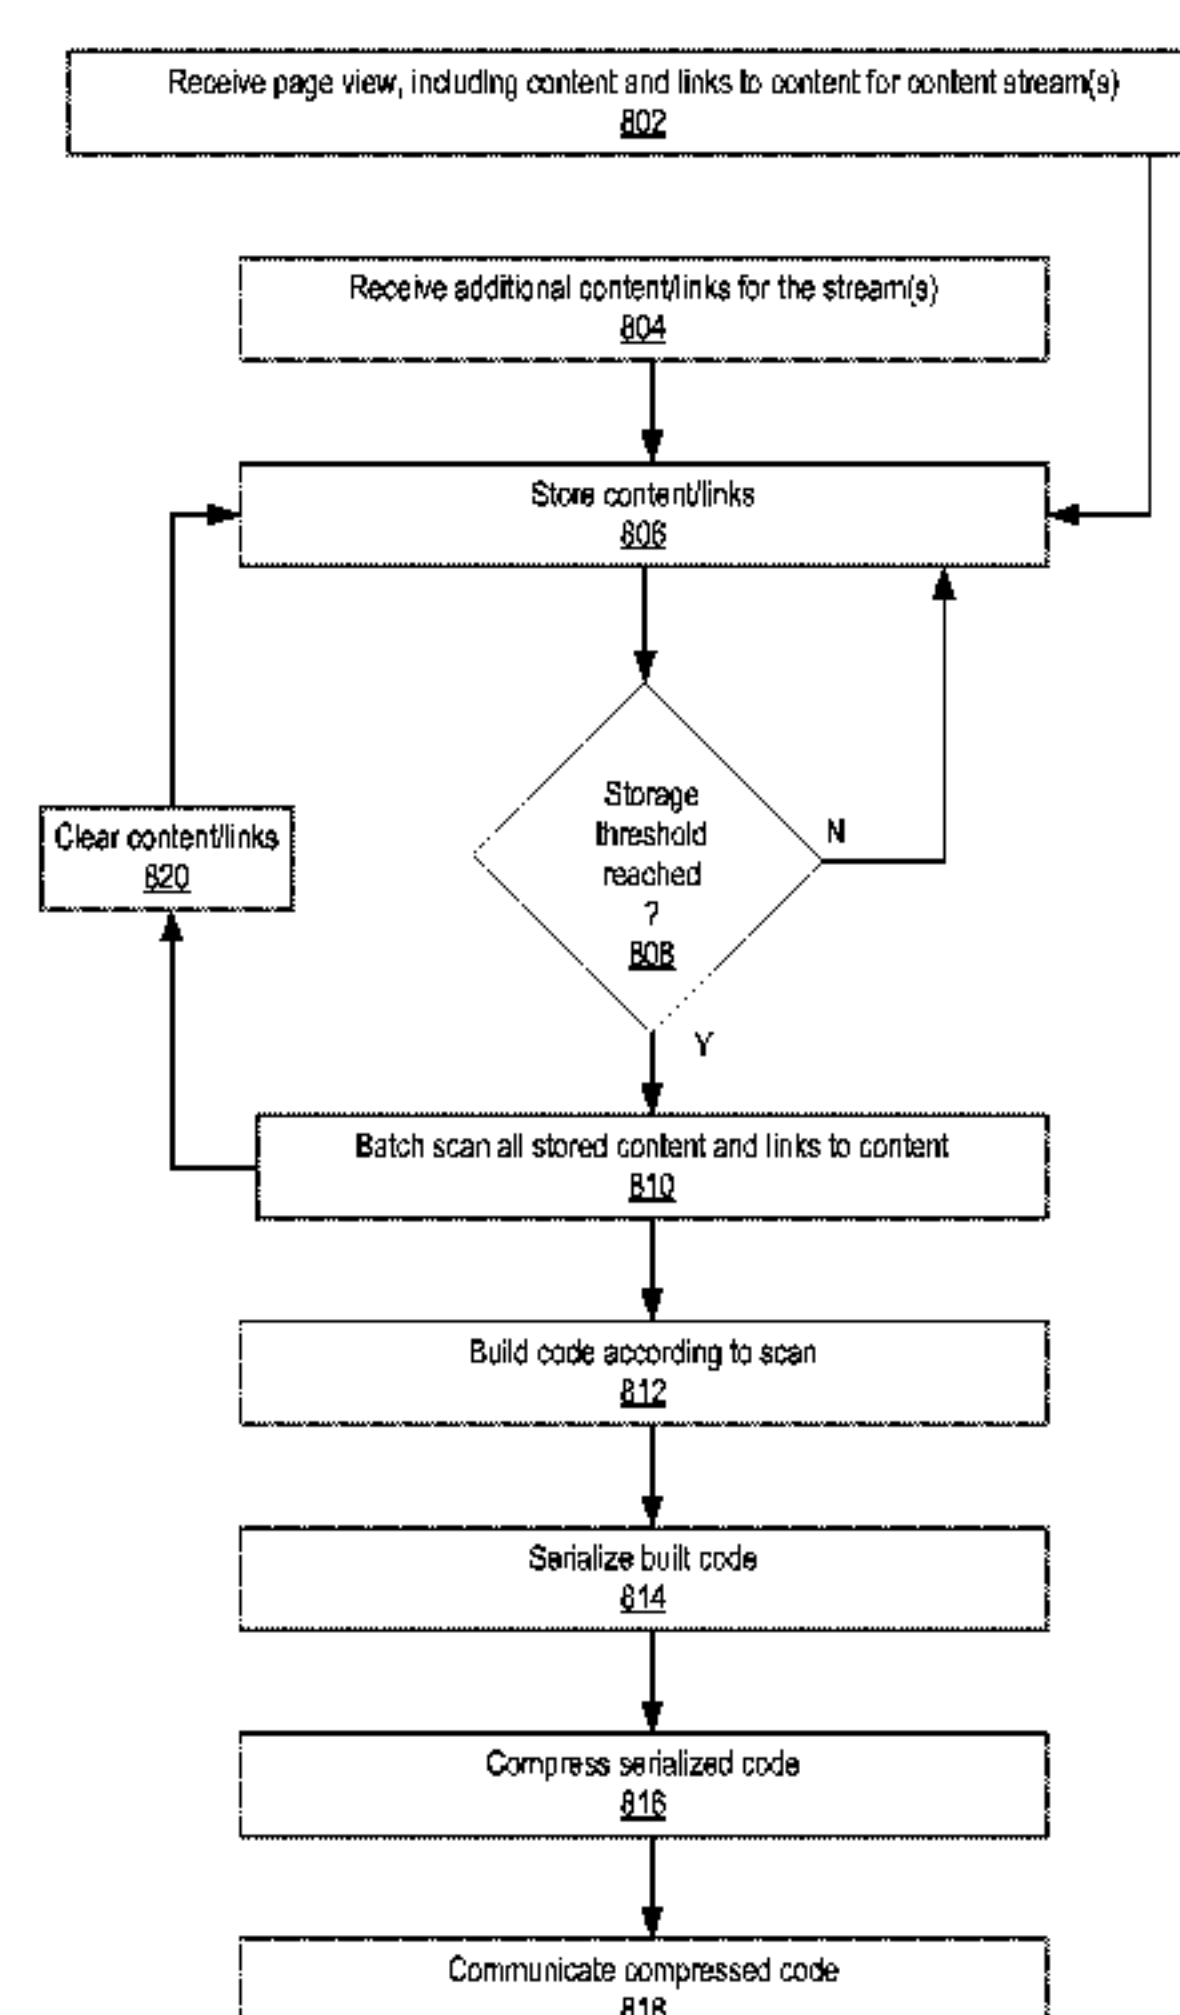 Receive page view, including content and links to content for content stream(s)
802
Receive additional content/links for the stream(s)
804
Store content/links
806
Storage
threshold
reached
?
808
N
Y
Clear content/links
820
Batch scan all stored content and links to content
810
Build code according to scan
812
Serialize built code
814
Compress serialized code
816
Communicate compressed code
818